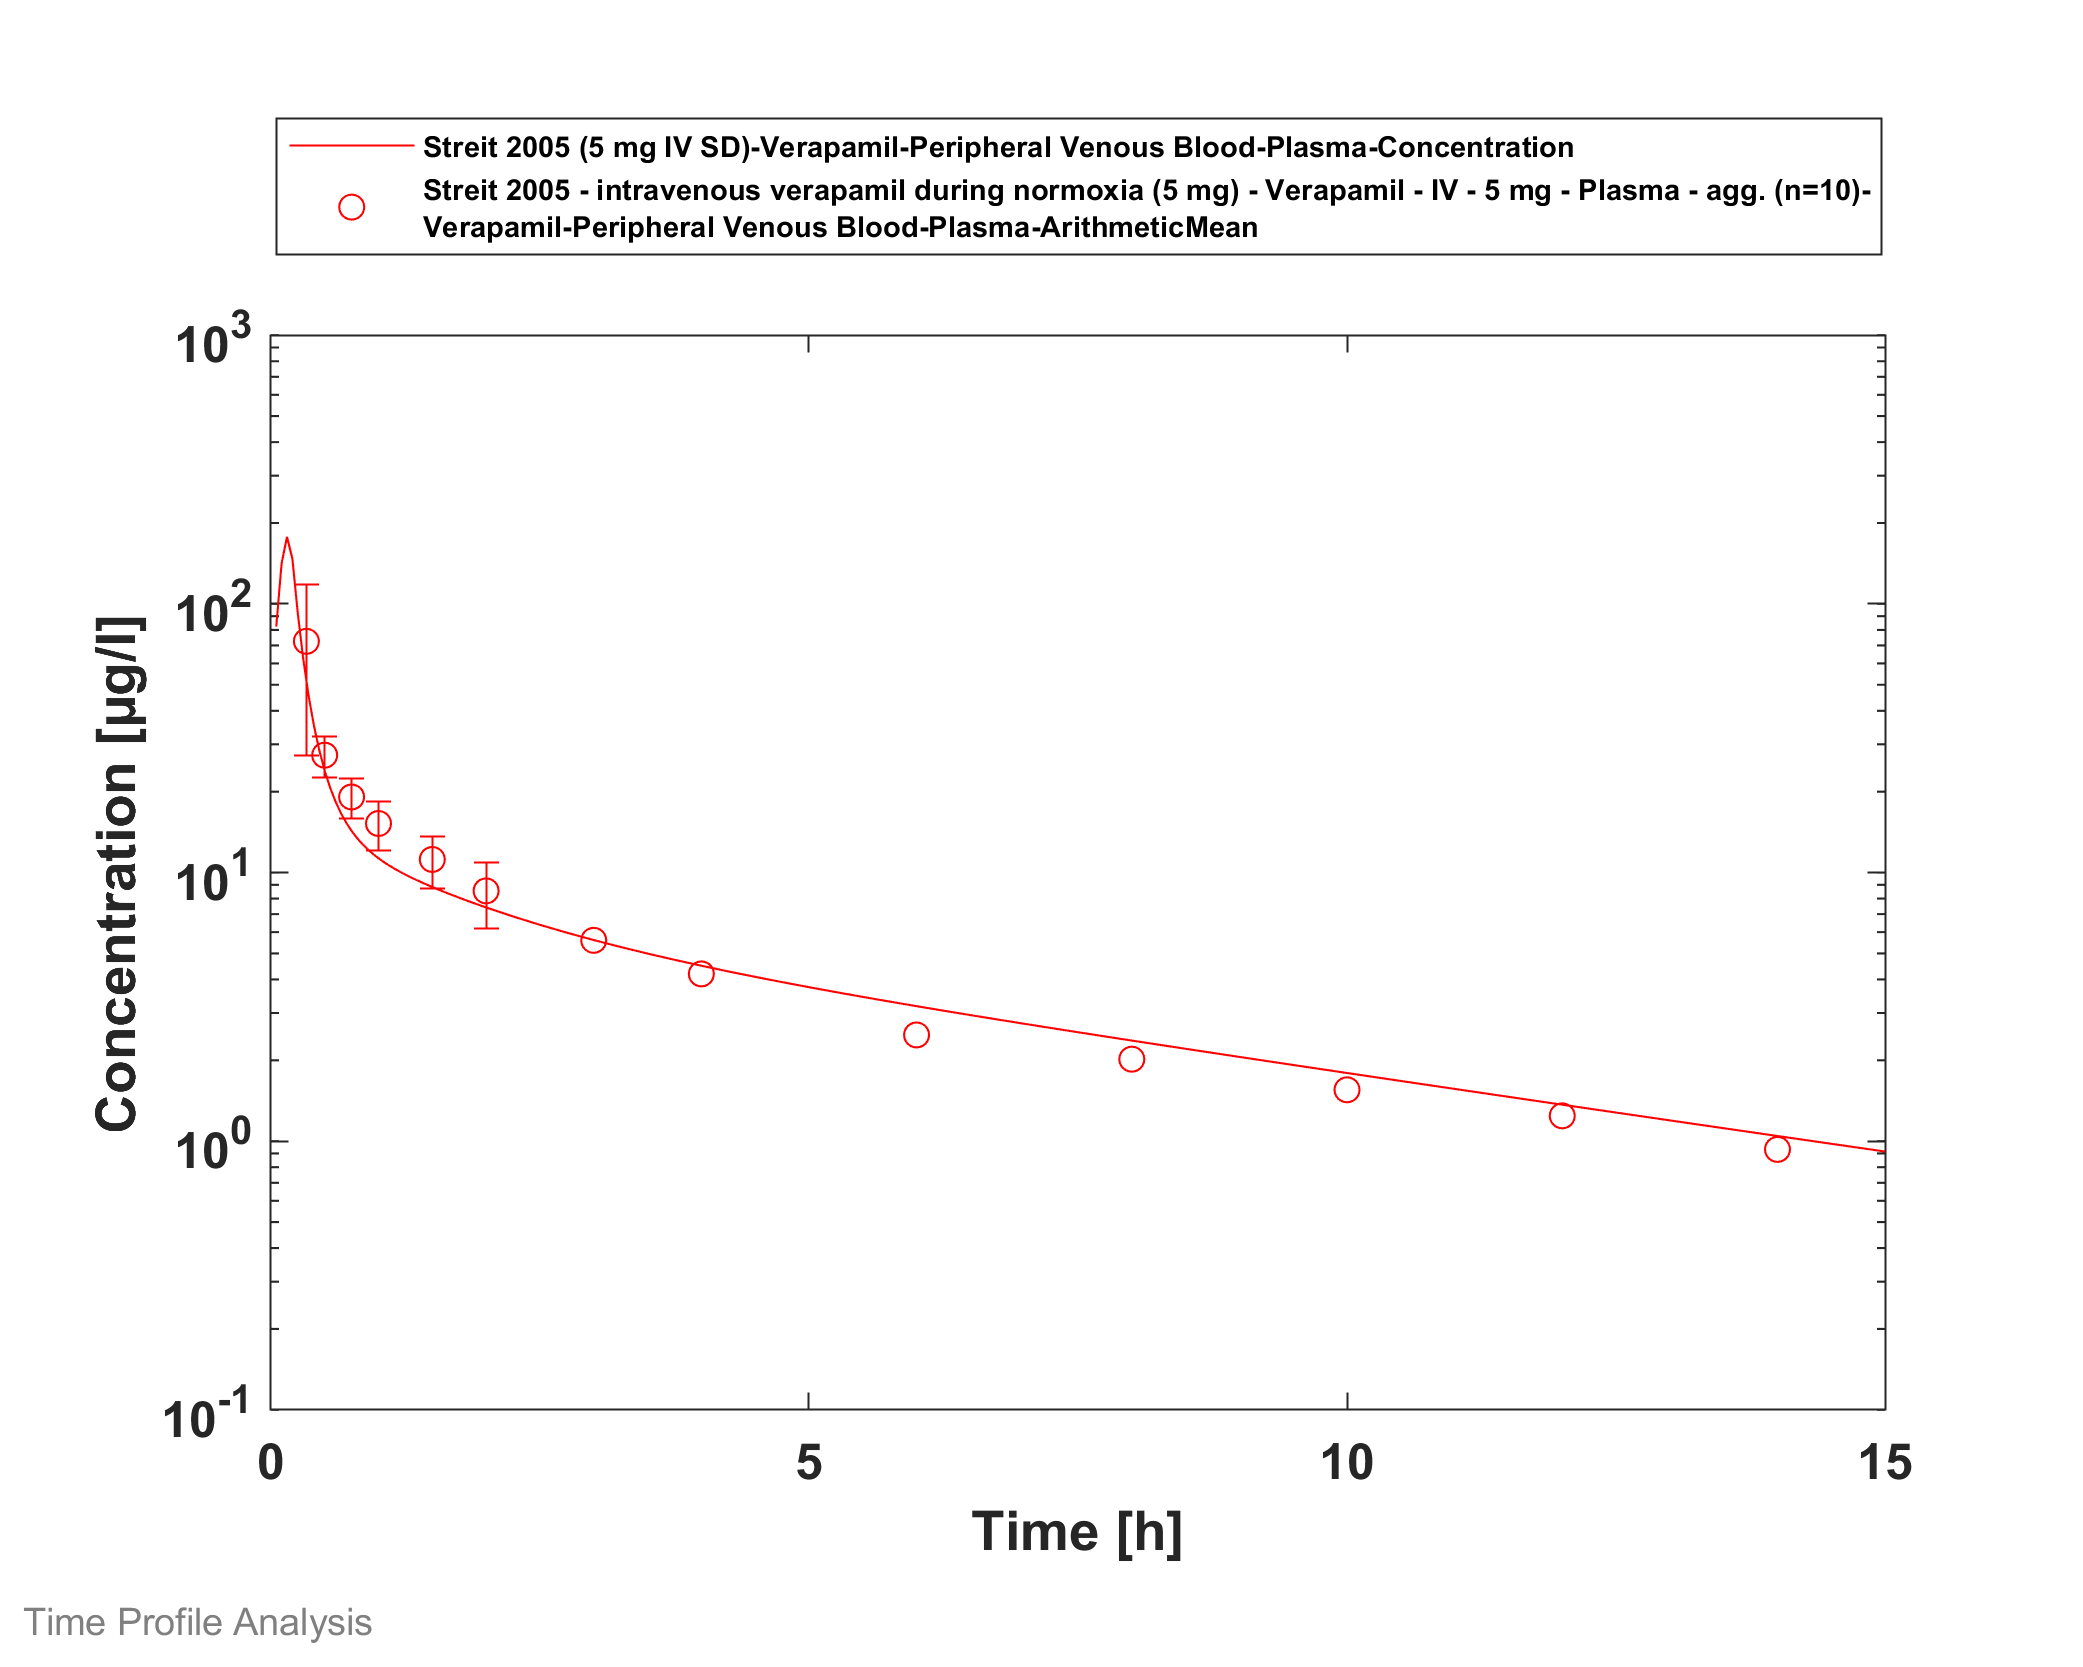 Streit 2005 (5 mg IV SD)-Verapamil-Peripheral Venous Blood-Plasma-Concentration
Streit 2005 - intravenous verapamil during normoxia (5 mg) - Verapamil - IV - 5 mg - Plasma - agg. (n=10)-
Verapamil-Peripheral Venous Blood-Plasma-ArithmeticMean
10^3
10^2
10^1
10^0
10^-1
Concentration [µg/l]
0 5 10 15
Time [h]
Time Profile Analysis